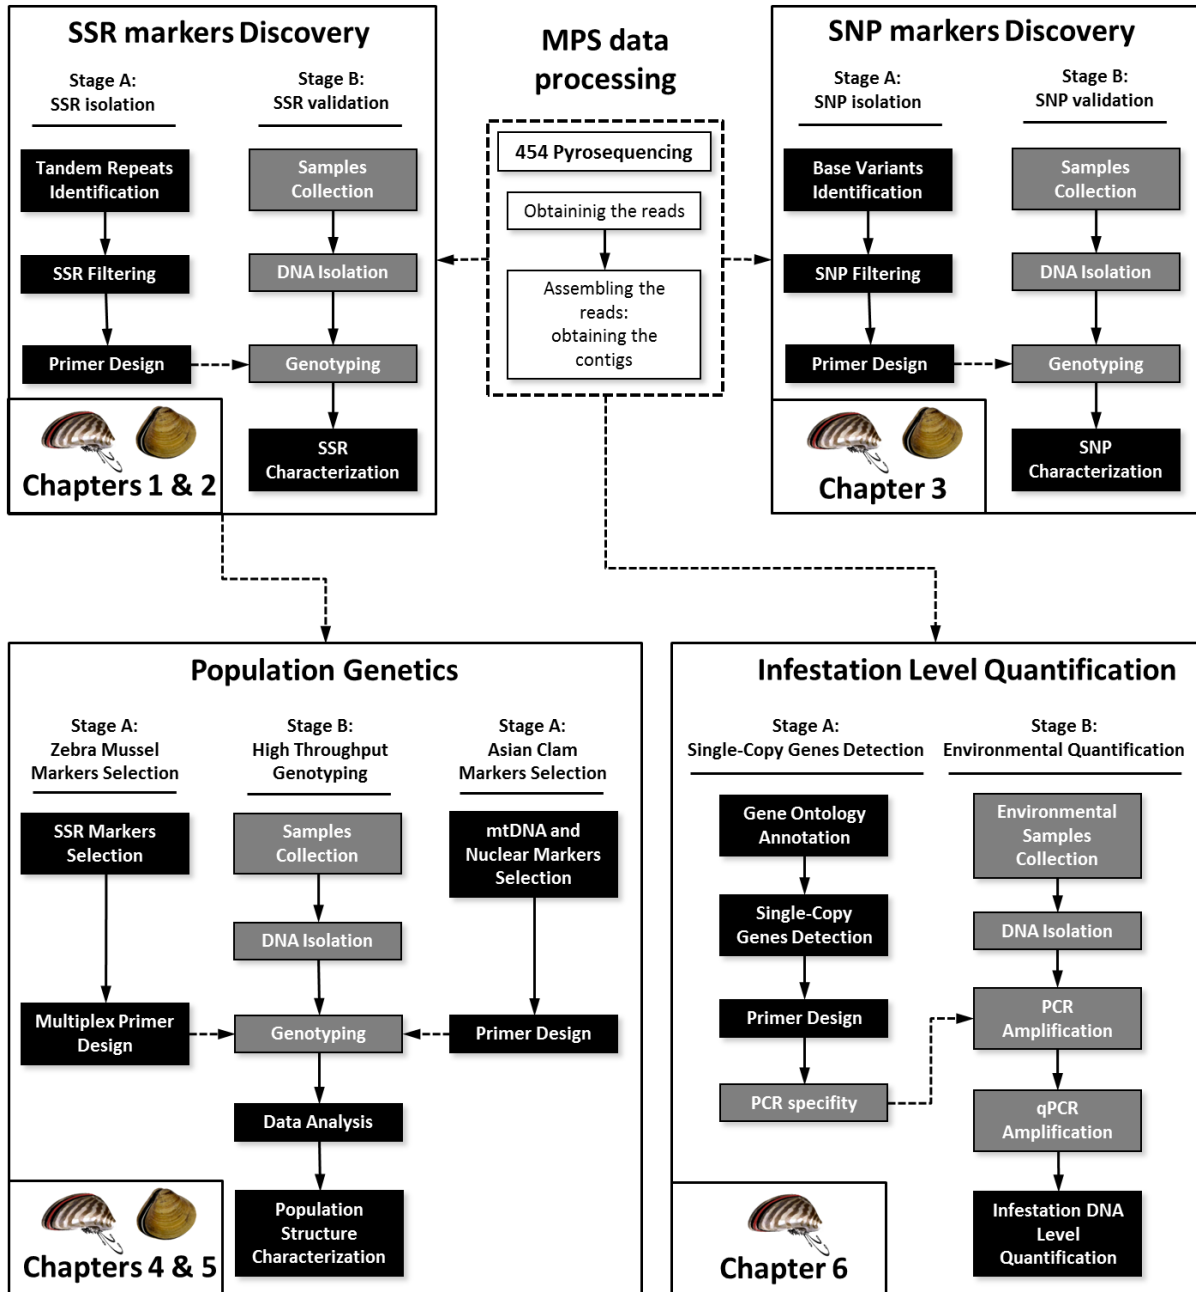 SSR markers Discovery
Stage A:
SSR isolation
Stage B:
SSR validation
Tandem Repeats
Identification
SSR Filtering
Primer Design
Samples
Collection
DNA Isolation
Genotyping
SSR
Characterization
Chapters 1 & 2
MPS data
processing
454 Pyrosequencing
Obtaining the reads
Assembling the
reads:
obtaining the
contigs
SNP markers Discovery
Stage A:
SNP isolation
Stage B:
SNP validation
Base Variants
Identification
SNP Filtering
Primer Design
Samples
Collection
DNA Isolation
Genotyping
SNP
Characterization
Chapter 3
Population Genetics
Stage A:
Zebra Mussel
Markers Selection
Stage B:
High Throughput
Genotyping
Stage A:
Asian Clam
Markers Selection
SSR Markers
Selection
Multiplex Primer
Design
Samples
Collection
DNA Isolation
Genotyping
Data Analysis
Population
Structure
Characterization
mtDNA and
Nuclear Markers
Selection
Primer Design
Chapters 4 & 5
Infestation Level Quantification
Stage A:
Single-Copy Genes Detection
Stage B:
Environmental Quantification
Gene Ontology
Annotation
Single-Copy
Genes Detection
Primer Design
PCR specifity
Environmental
Samples
Collection
DNA Isolation
PCR
Amplification
qPCR
Amplification
Infestation DNA
Level
Quantification
Chapter 6